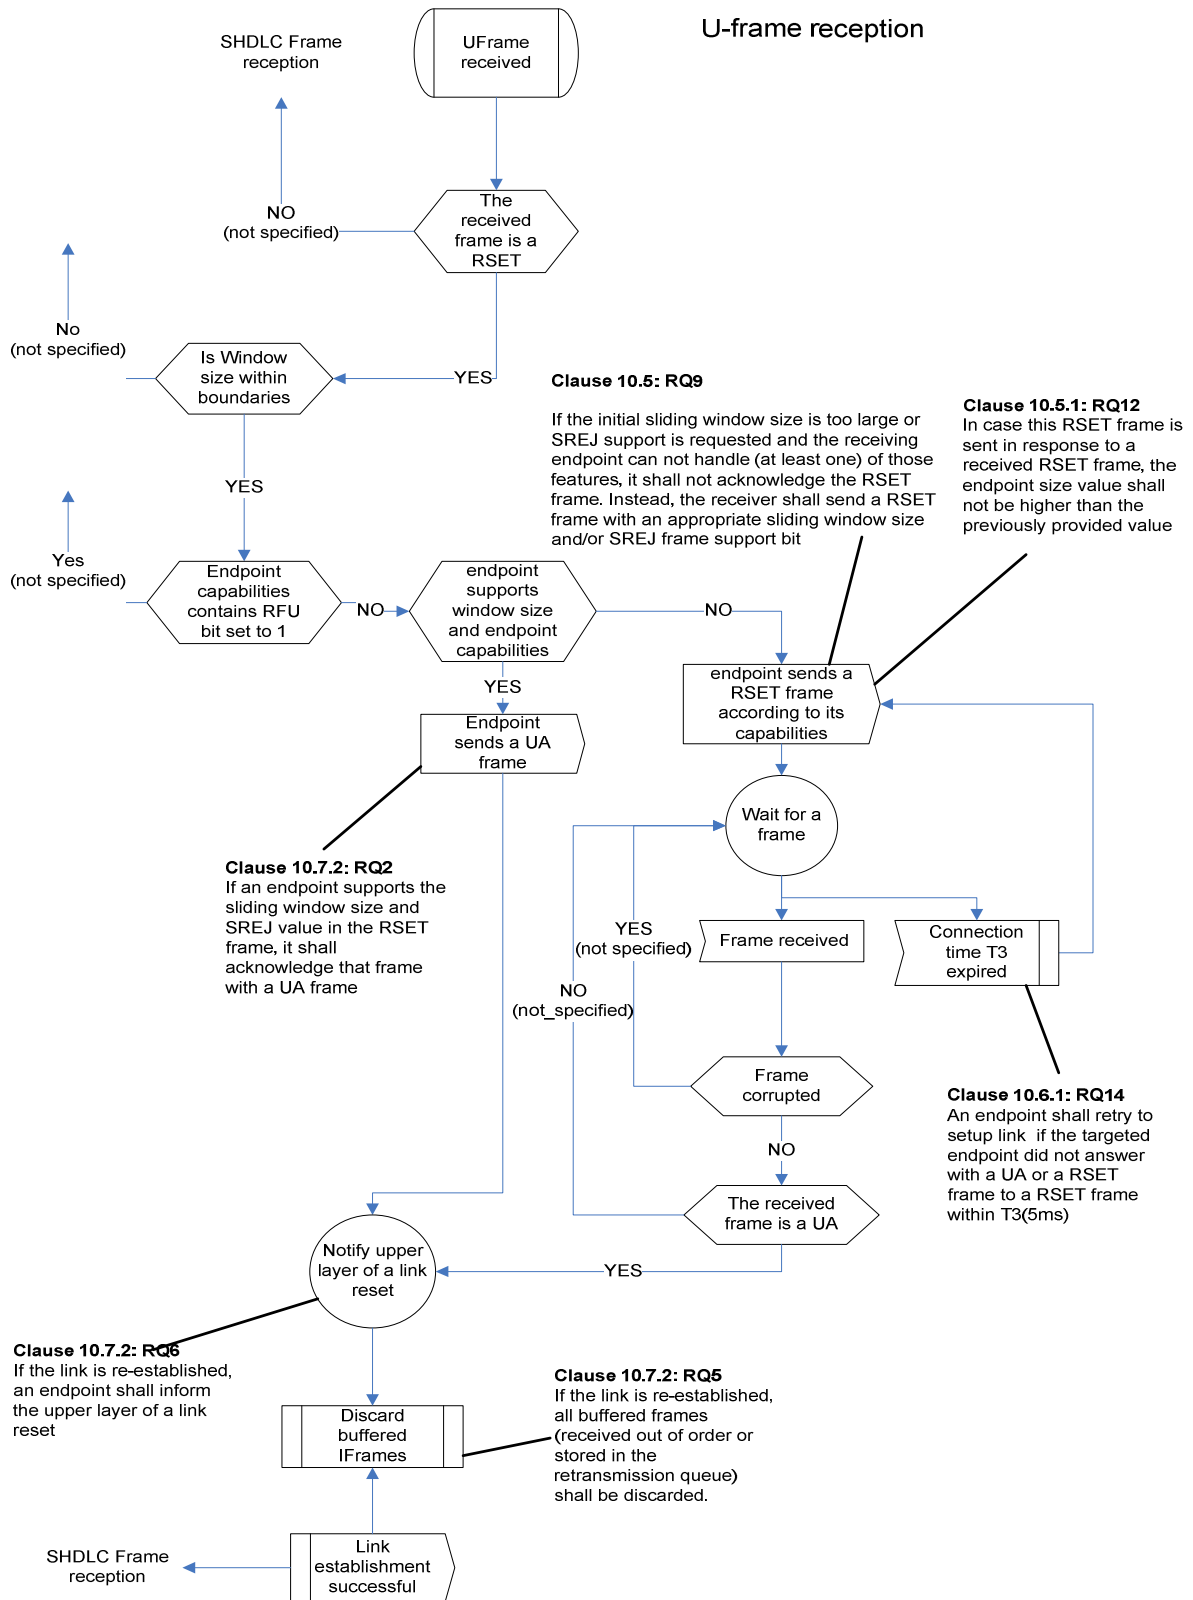 U-frame reception
SHDLC Frame
reception
UFrame
received
The
received
frame is a
RSET
NO
(not specified)
No
(not specified)
Is Window
size within
boundaries
YES
Clause 10.5: RQ9
If the initial sliding window size is too large or
SREJ support is requested and the receiving
endpoint can not handle (at least one) of those
features, it shall not acknowledge the RSET
frame. Instead, the receiver shall send a RSET
frame with an appropriate sliding window size
and/or SREJ frame support bit
Clause 10.5.1: RQ12
In case this RSET frame is
sent in response to a
received RSET frame, the
endpoint size value shall
not be higher than the
previously provided value
YES
Yes
(not specified)
Endpoint
capabilities
contains RFU
bit set to 1
NO
endpoint
supports
window size
and endpoint
capabilities
NO
YES
endpoint sends a
RSET frame
according to its
capabilities
Endpoint
sends a UA
frame
Wait for a
frame
Clause 10.7.2: RQ2
If an endpoint supports the
sliding window size and
SREJ value in the RSET
frame, it shall
acknowledge that frame
with a UA frame
YES
(not specified)
Frame received
Connection
time T3
expired
NO
(not_specified)
Frame
corrupted
Clause 10.6.1: RQ14
An endpoint shall retry to
setup link if the targeted
endpoint did not answer
with a UA or a RSET
frame to a RSET frame
within T3(5ms)
NO
The received
frame is a UA
Notify upper
layer of a link
reset
YES
Clause 10.7.2: RQ6
If the link is re-established,
an endpoint shall inform
the upper layer of a link
reset
Clause 10.7.2: RQ5
If the link is re-established,
all buffered frames
(received out of order or
stored in the
retransmission queue)
shall be discarded.
Discard
buffered
IFrames
SHDLC Frame
reception
Link
establishment
successful